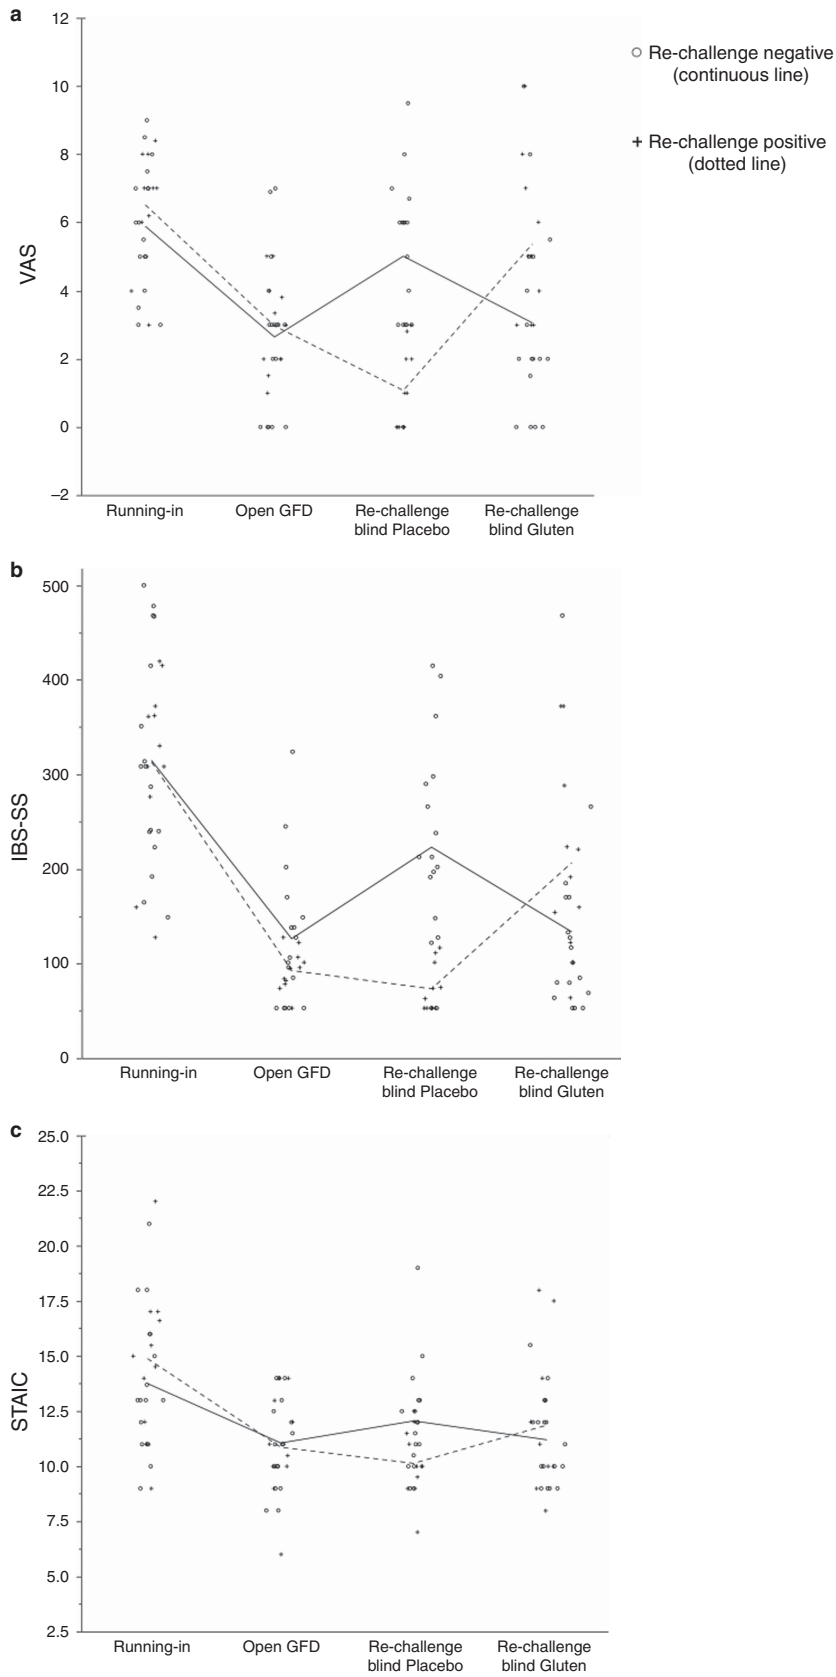 a
12
10
8
6
4
2
0
–2
VAS
Running-in
Open GFD
Re-challenge
blind Placebo
Re-challenge
blind Gluten
Re-challenge negative
(continuous line)
Re-challenge positive
(dotted line)
b
500
400
300
200
100
0
IBS-SS
Running-in
Open GFD
Re-challenge
blind Placebo
Re-challenge
blind Gluten
c
25.0
22.5
20.0
17.5
15.0
12.5
10.0
7.5
5.0
2.5
STAIC
Running-in
Open GFD
Re-challenge
blind Placebo
Re-challenge
blind Gluten